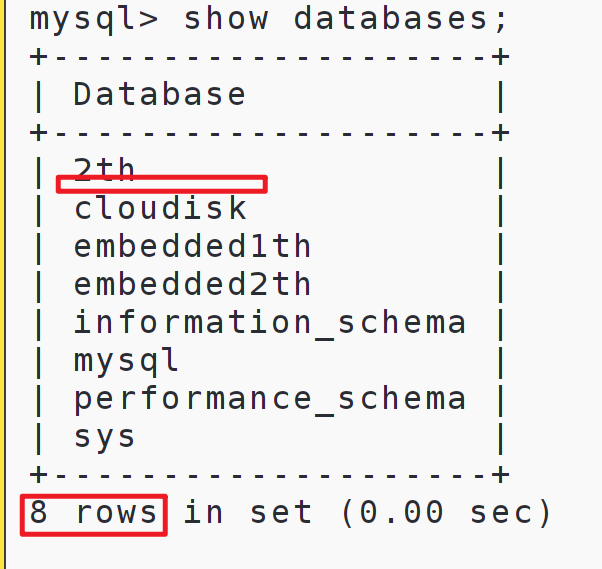 mysql> show databases;
+--------------------+
| Database           |
+--------------------+
| 2th                |
| cloudisk           |
| embedded1th        |
| embedded2th        |
| information_schema |
| mysql              |
| performance_schema |
| sys                |
+--------------------+
8 rows in set (0.00 sec)